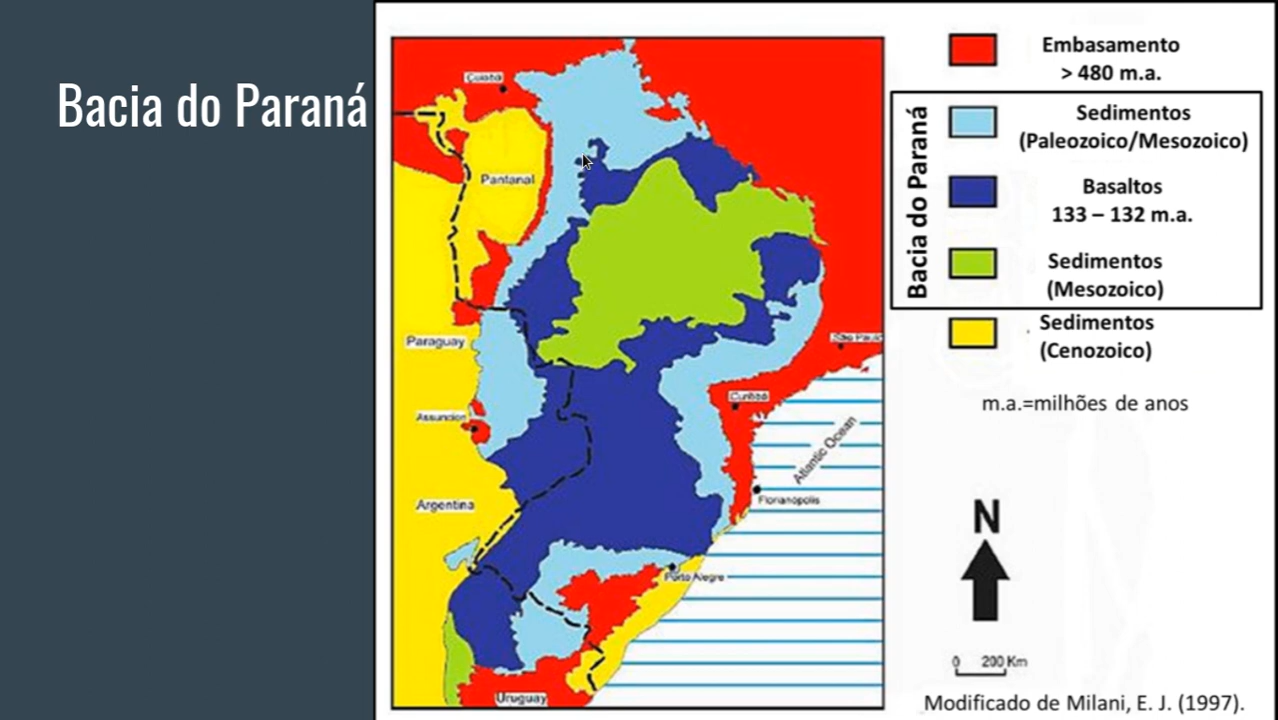 Bacia do Paraná
Cuiabá
Pantanal
Paraguay
Assuncion
Argentina
Uruguay
São Paulo
Curitiba
Atlantic Ocean
Florianópolis
Porto Alegre
Embasamento
> 480 m.a.
Bacia do Paraná
Sedimentos
(Paleozoico/Mesozoico)
Basaltos
133 – 132 m.a.
Sedimentos
(Mesozoico)
Sedimentos
(Cenozoico)
m.a.=milhões de anos
N
0 200 Km
Modificado de Milani, E. J. (1997).